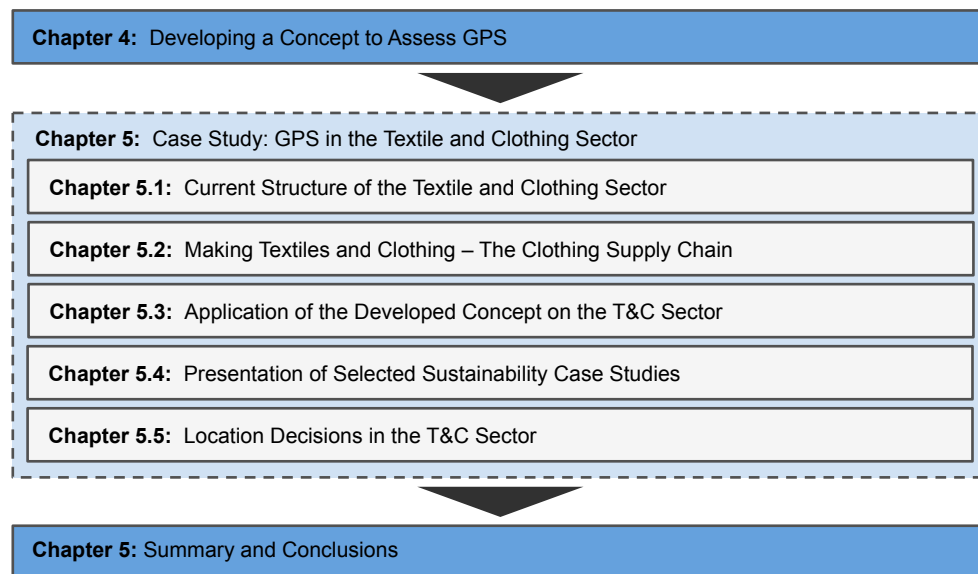 Chapter 4: Developing a Concept to Assess GPS
Chapter 5: Case Study: GPS in the Textile and Clothing Sector
Chapter 5.1: Current Structure of the Textile and Clothing Sector
Chapter 5.2: Making Textiles and Clothing – The Clothing Supply Chain
Chapter 5.3: Application of the Developed Concept on the T&C Sector
Chapter 5.4: Presentation of Selected Sustainability Case Studies
Chapter 5.5: Location Decisions in the T&C Sector
Chapter 5: Summary and Conclusions